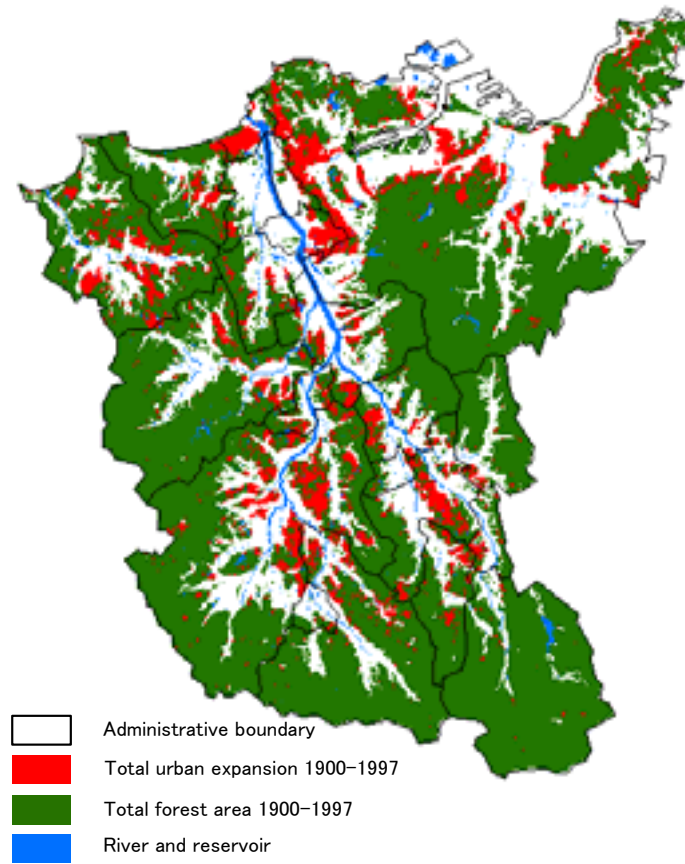 Administrative boundary
Total urban expansion 1900-1997
Total forest area 1900-1997
River and reservoir